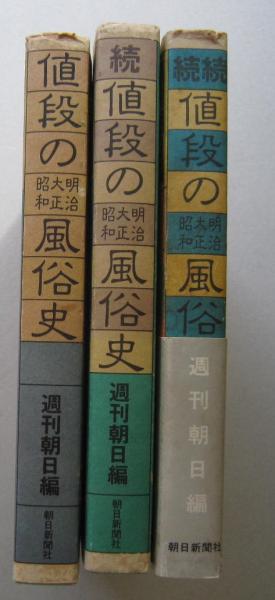 値段の
明治
大正
昭和
風俗史
週刊朝日編
朝日新聞社
続
値段の
明治
大正
昭和
風俗史
週刊朝日編
朝日新聞社
続続
値段の
明治
大正
昭和
風俗
週刊朝日編
朝日新聞社